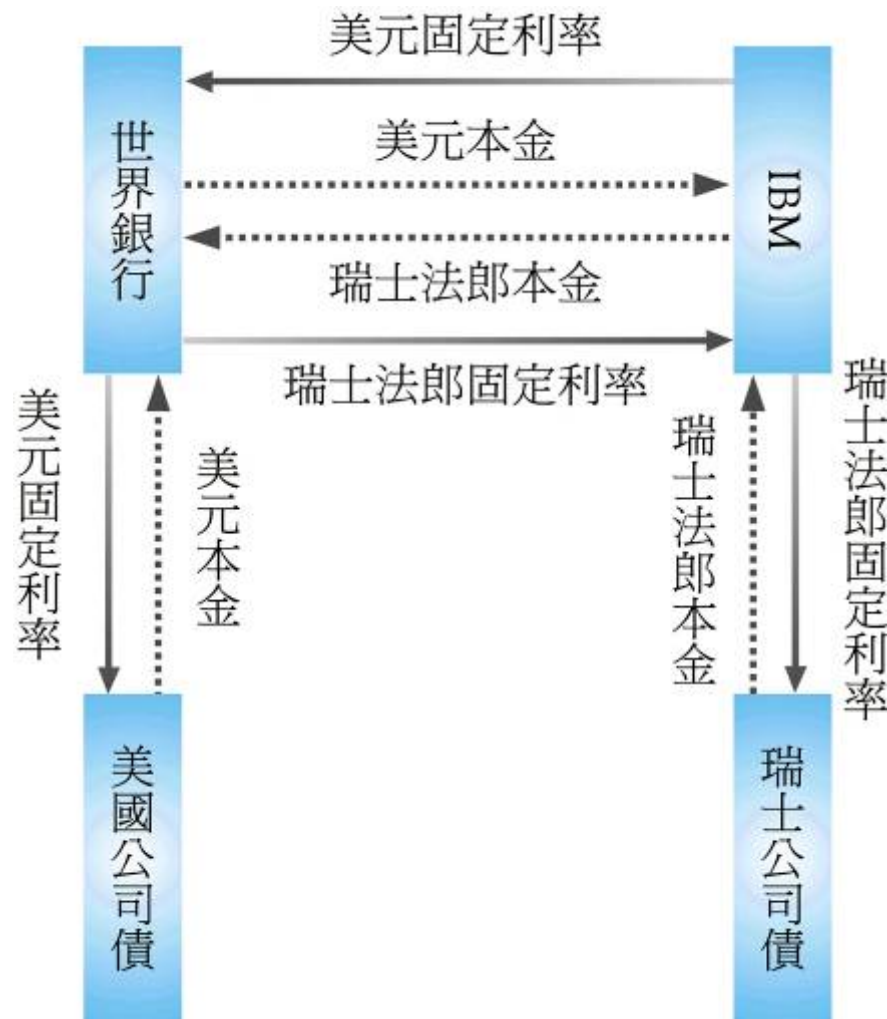 美元固定利率
世界銀行
美元本金
IBM
瑞士法郎本金
瑞士法郎固定利率
美元固定利率
美元本金
瑞士法郎本金
瑞士法郎固定利率
美國公司債
瑞士公司債